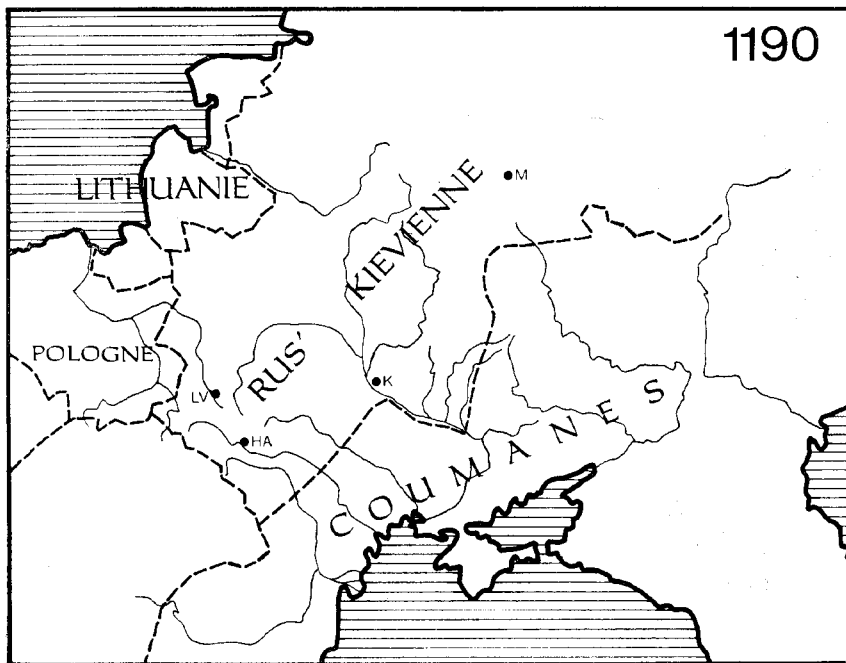 1190
M
LITHUANIE
RUS' KIEVIENNE
POLOGNE
K
LV
HA
COUMANES